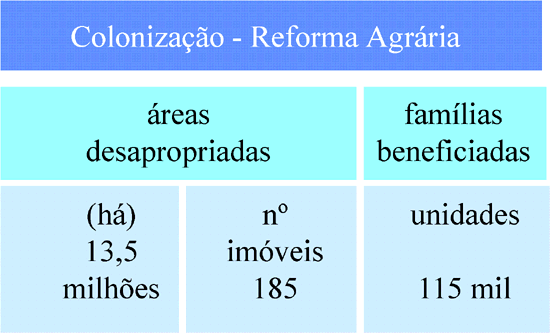 Colonização - Reforma Agrária
áreas
desapropriadas
famílias
beneficiadas
(há)
13,5
milhões
nº
imóveis
185
unidades
115 mil